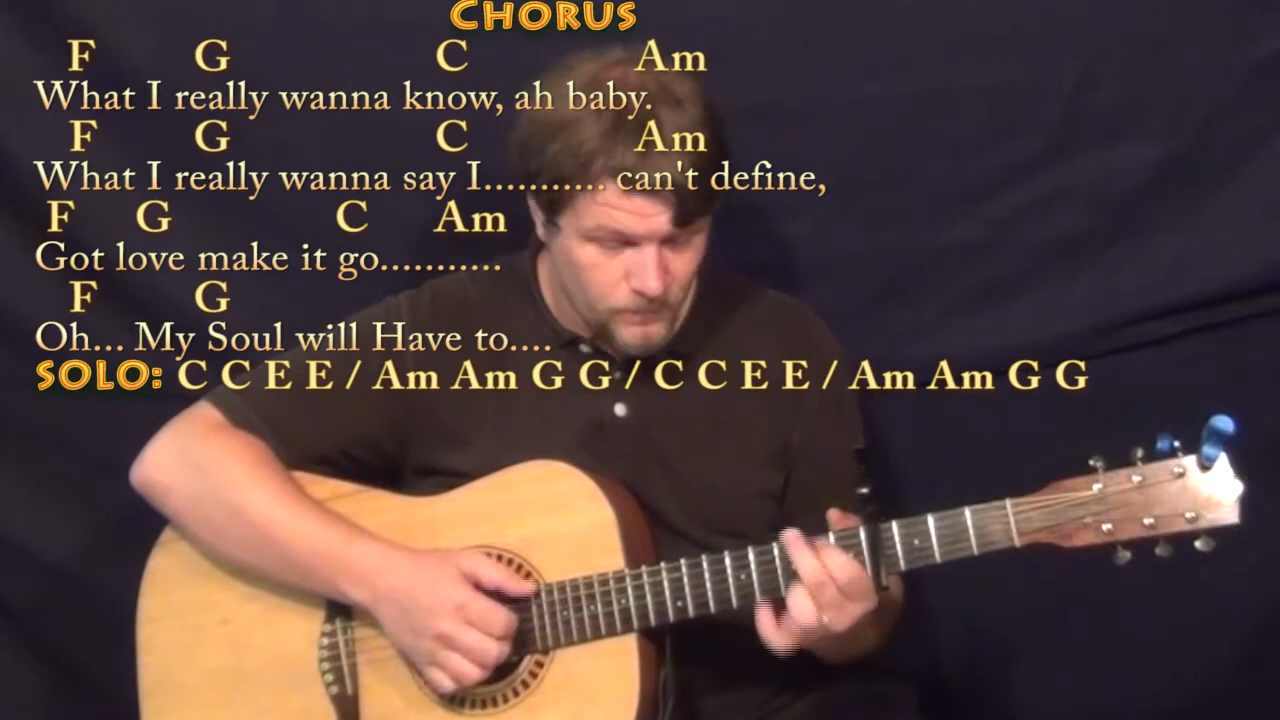 CHORUS
F G C Am
What I really wanna know, ah baby.
F G C Am
What I really wanna say I........... can't define,
F G C Am
Got love make it go...........
F G
Oh... My Soul will Have to....
SOLO: C C E E / Am Am G G / C C E E / Am Am G G